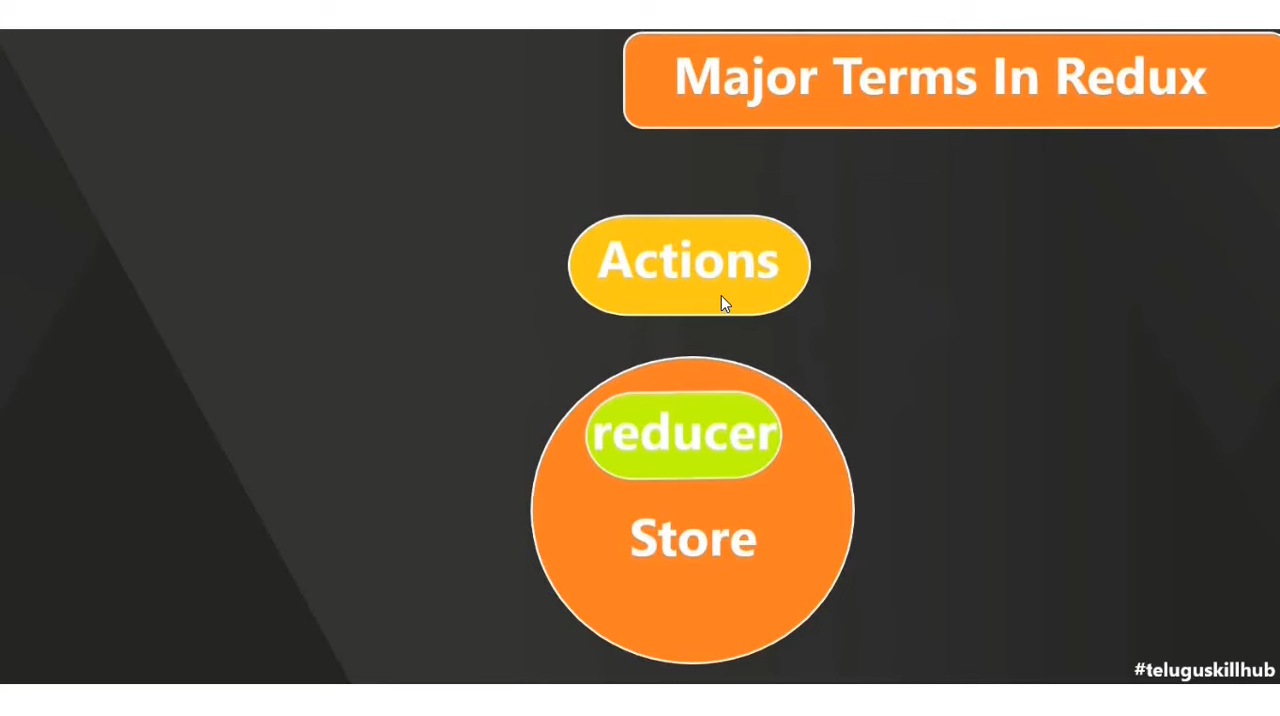 Major Terms In Redux
Actions
reducer
Store
#teluguskillhub